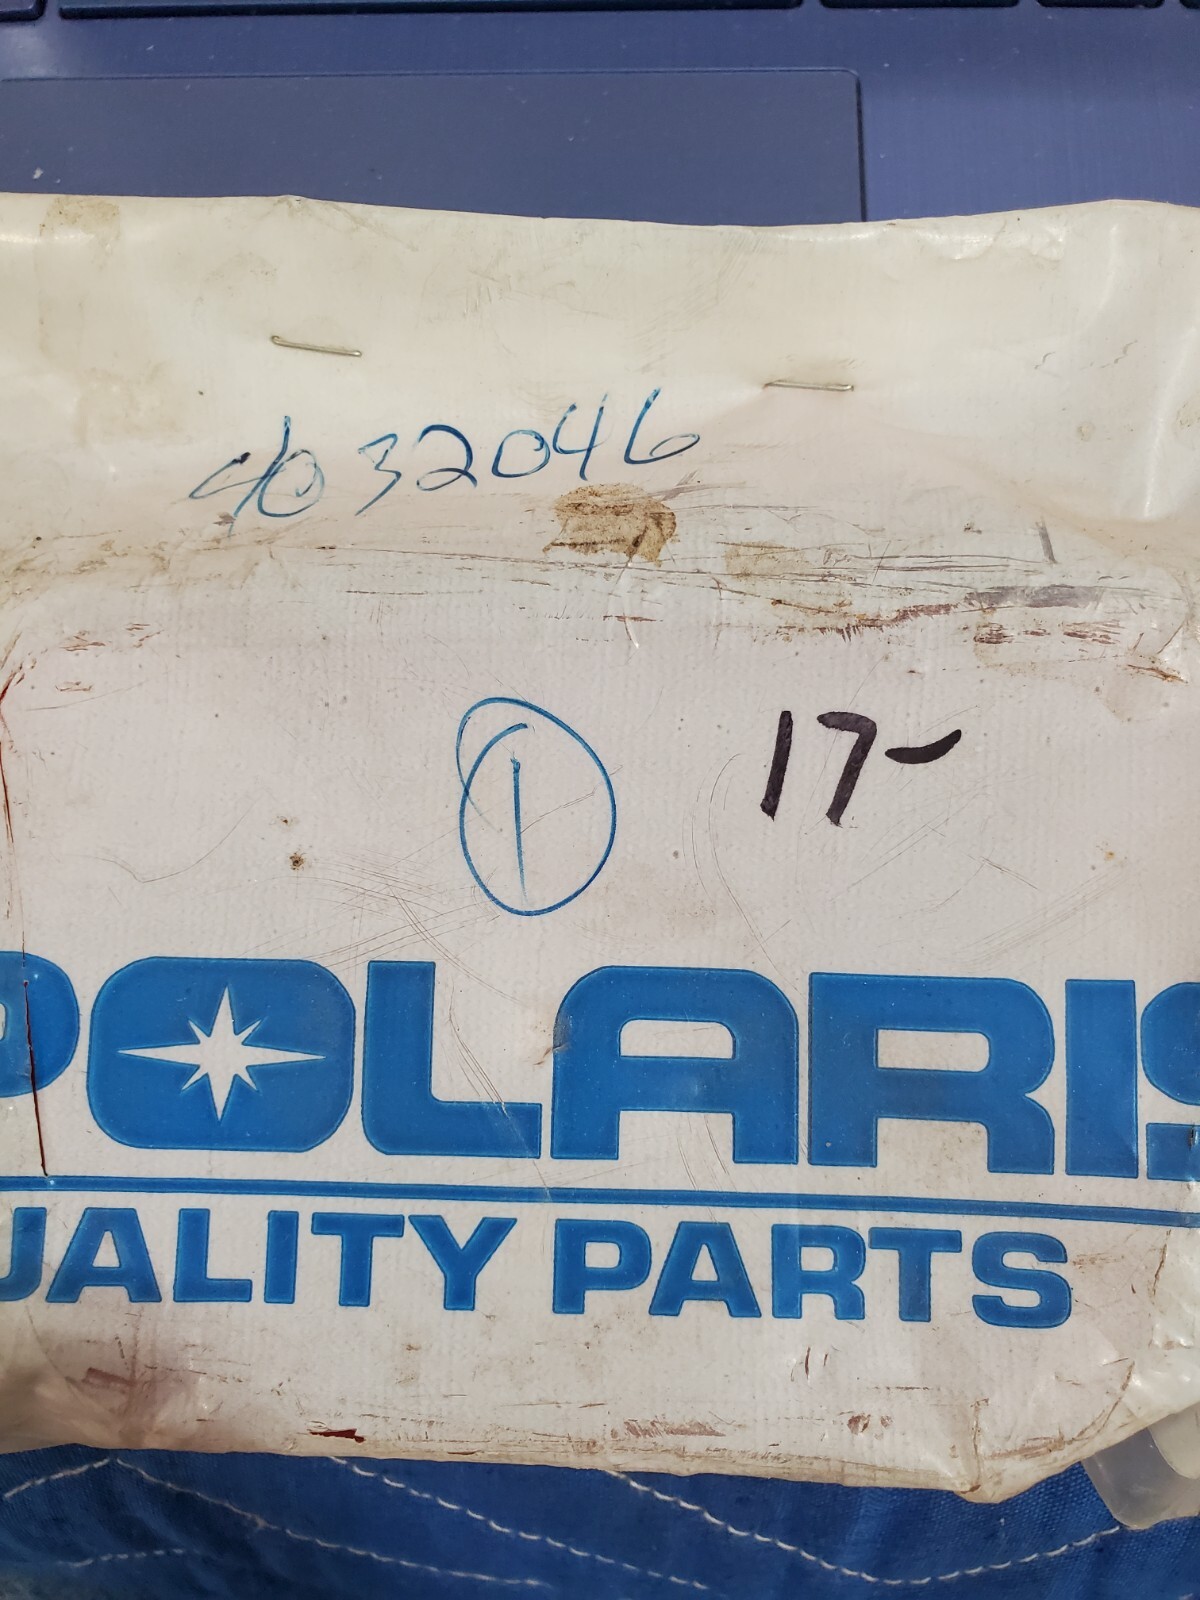 4032046
1 17-
POLARIS
UALITY PARTS